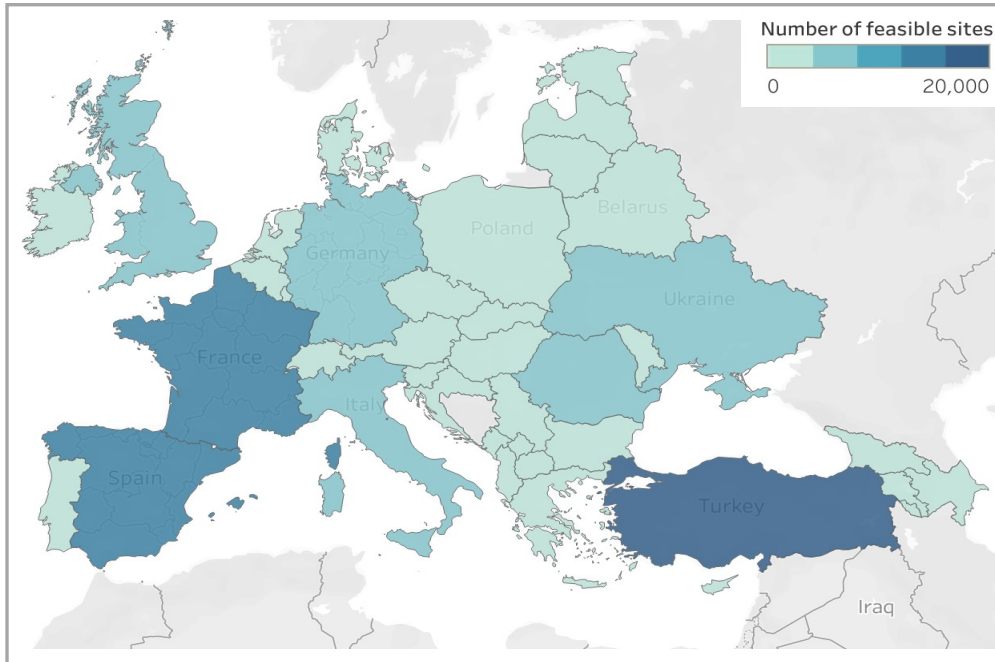 Number of feasible sites
0 20,000
Belarus
Poland
Germany
Ukraine
France
Italy
Spain
Turkey
Iraq